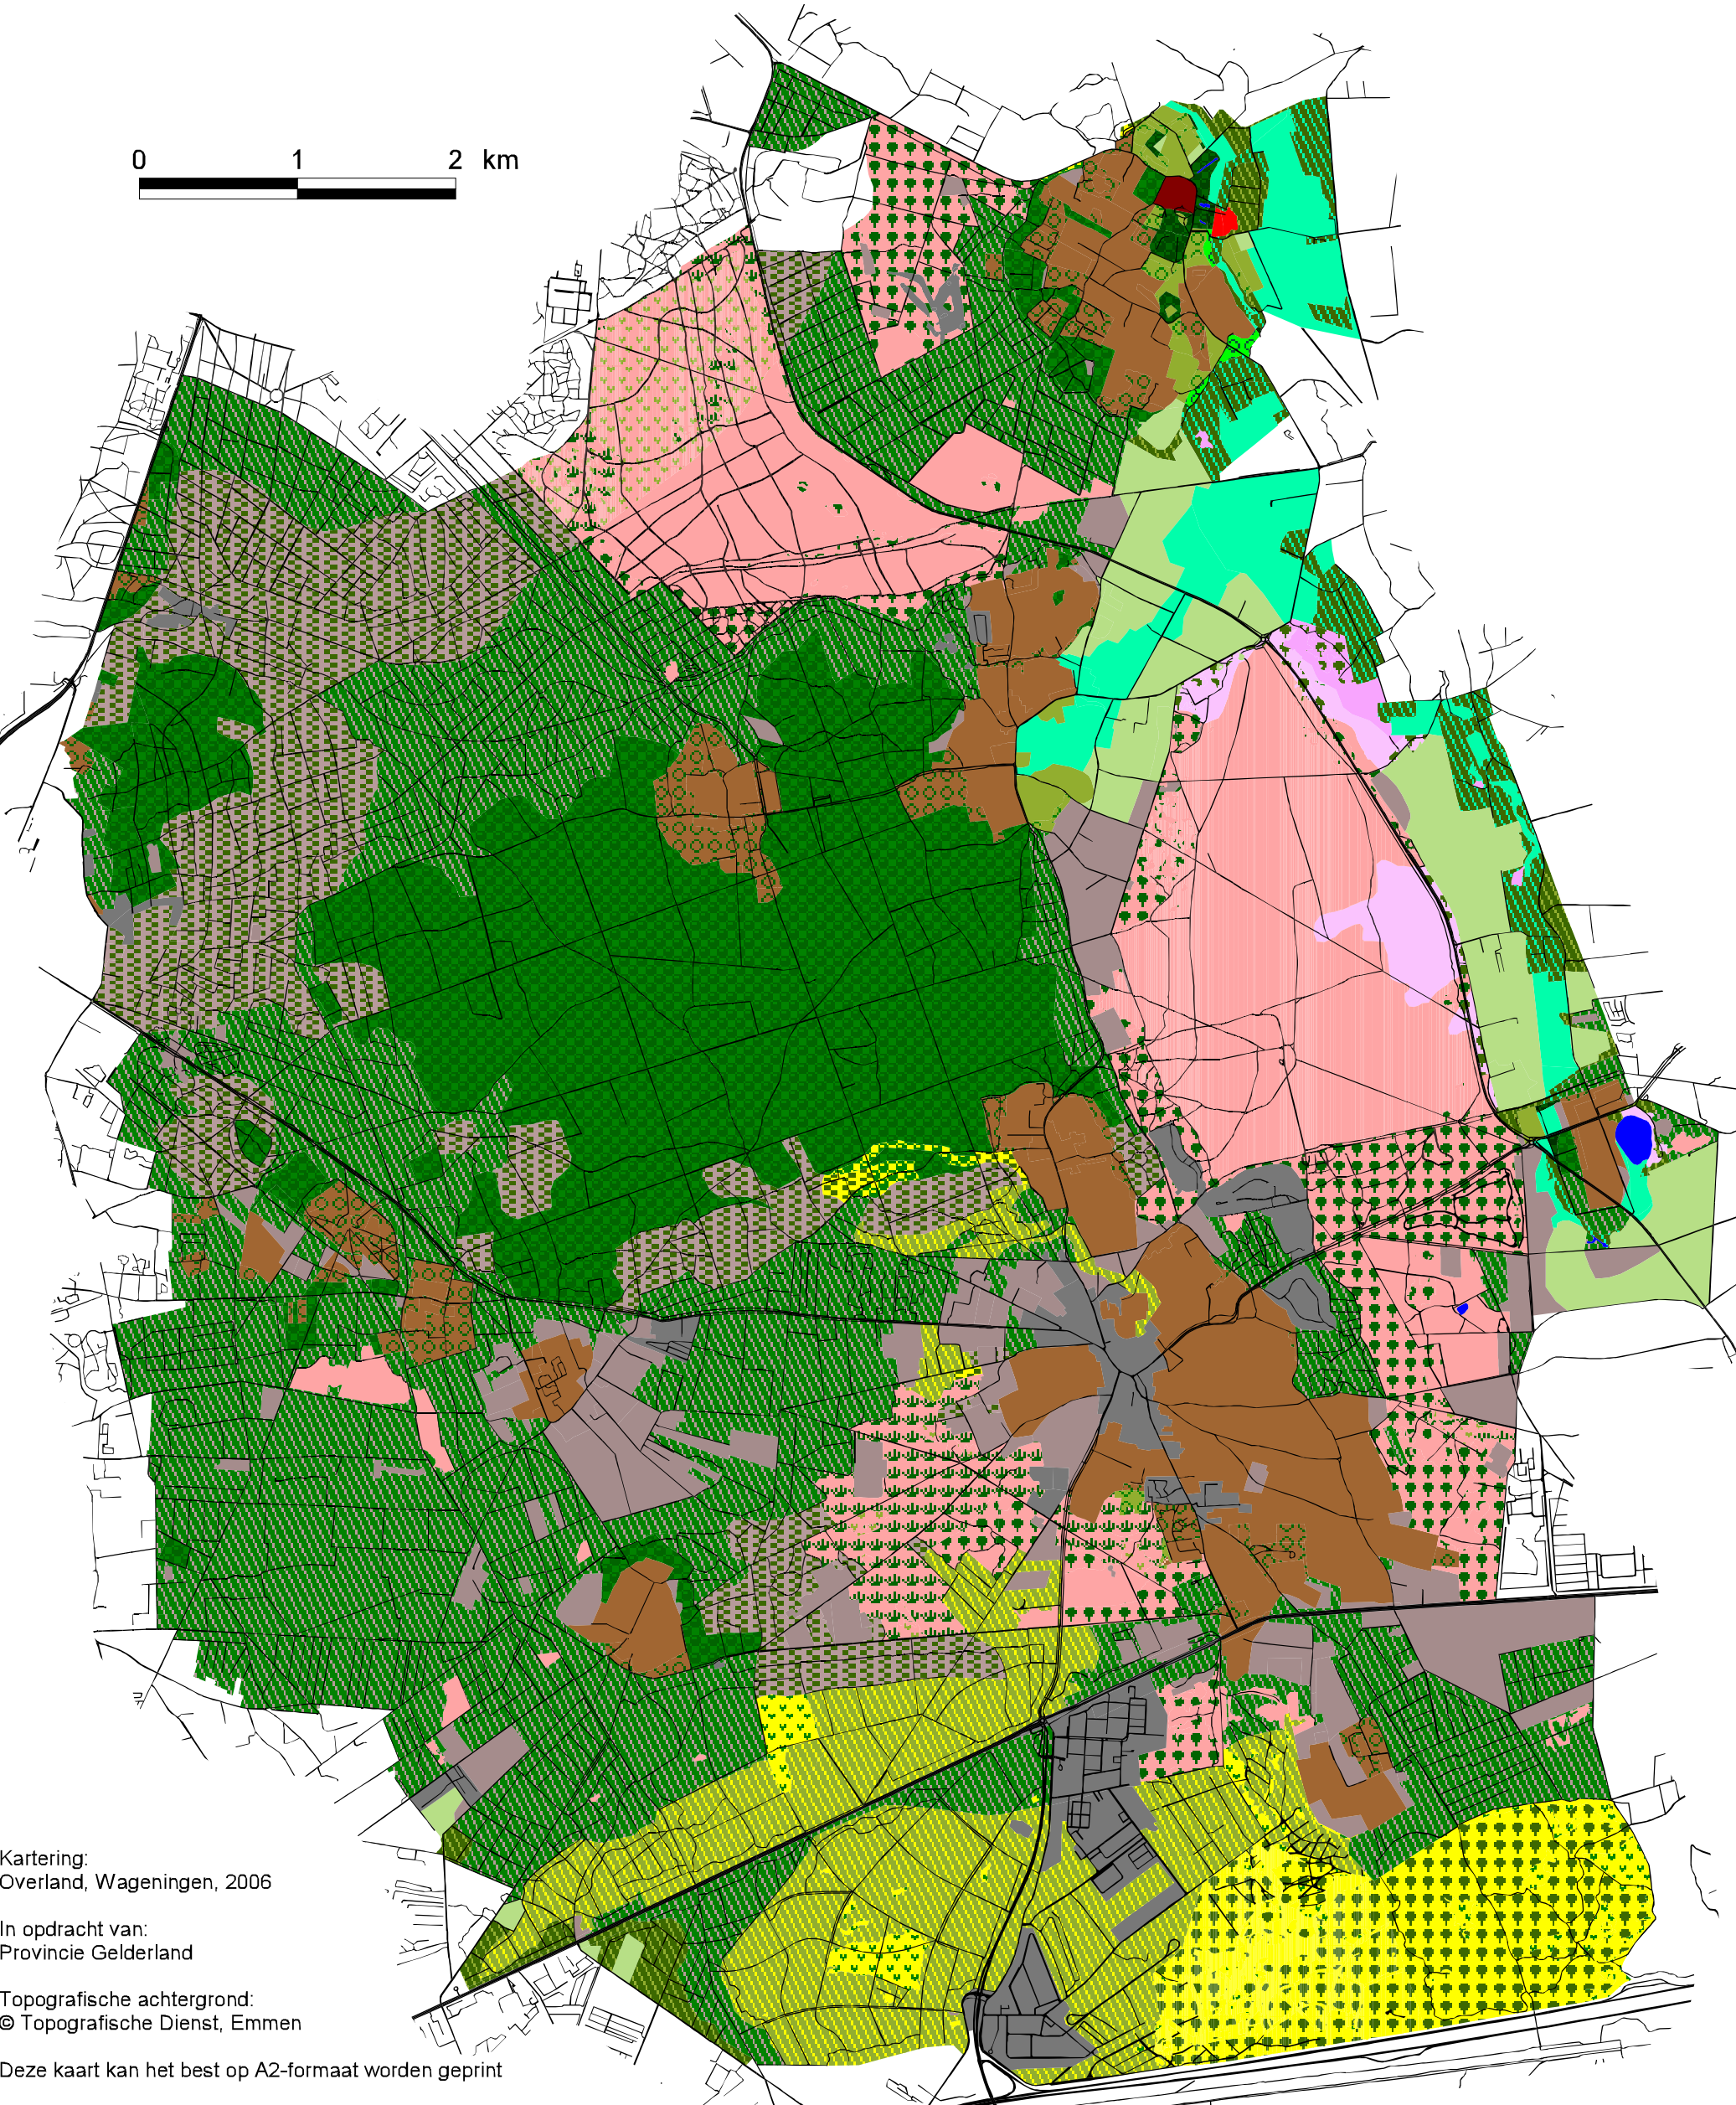 0 1 2 km
Kartering:
Overland, Wageningen, 2006
In opdracht van:
Provincie Gelderland
Topografische achtergrond:
© Topografische Dienst, Emmen
Deze kaart kan het best op A2-formaat worden geprint